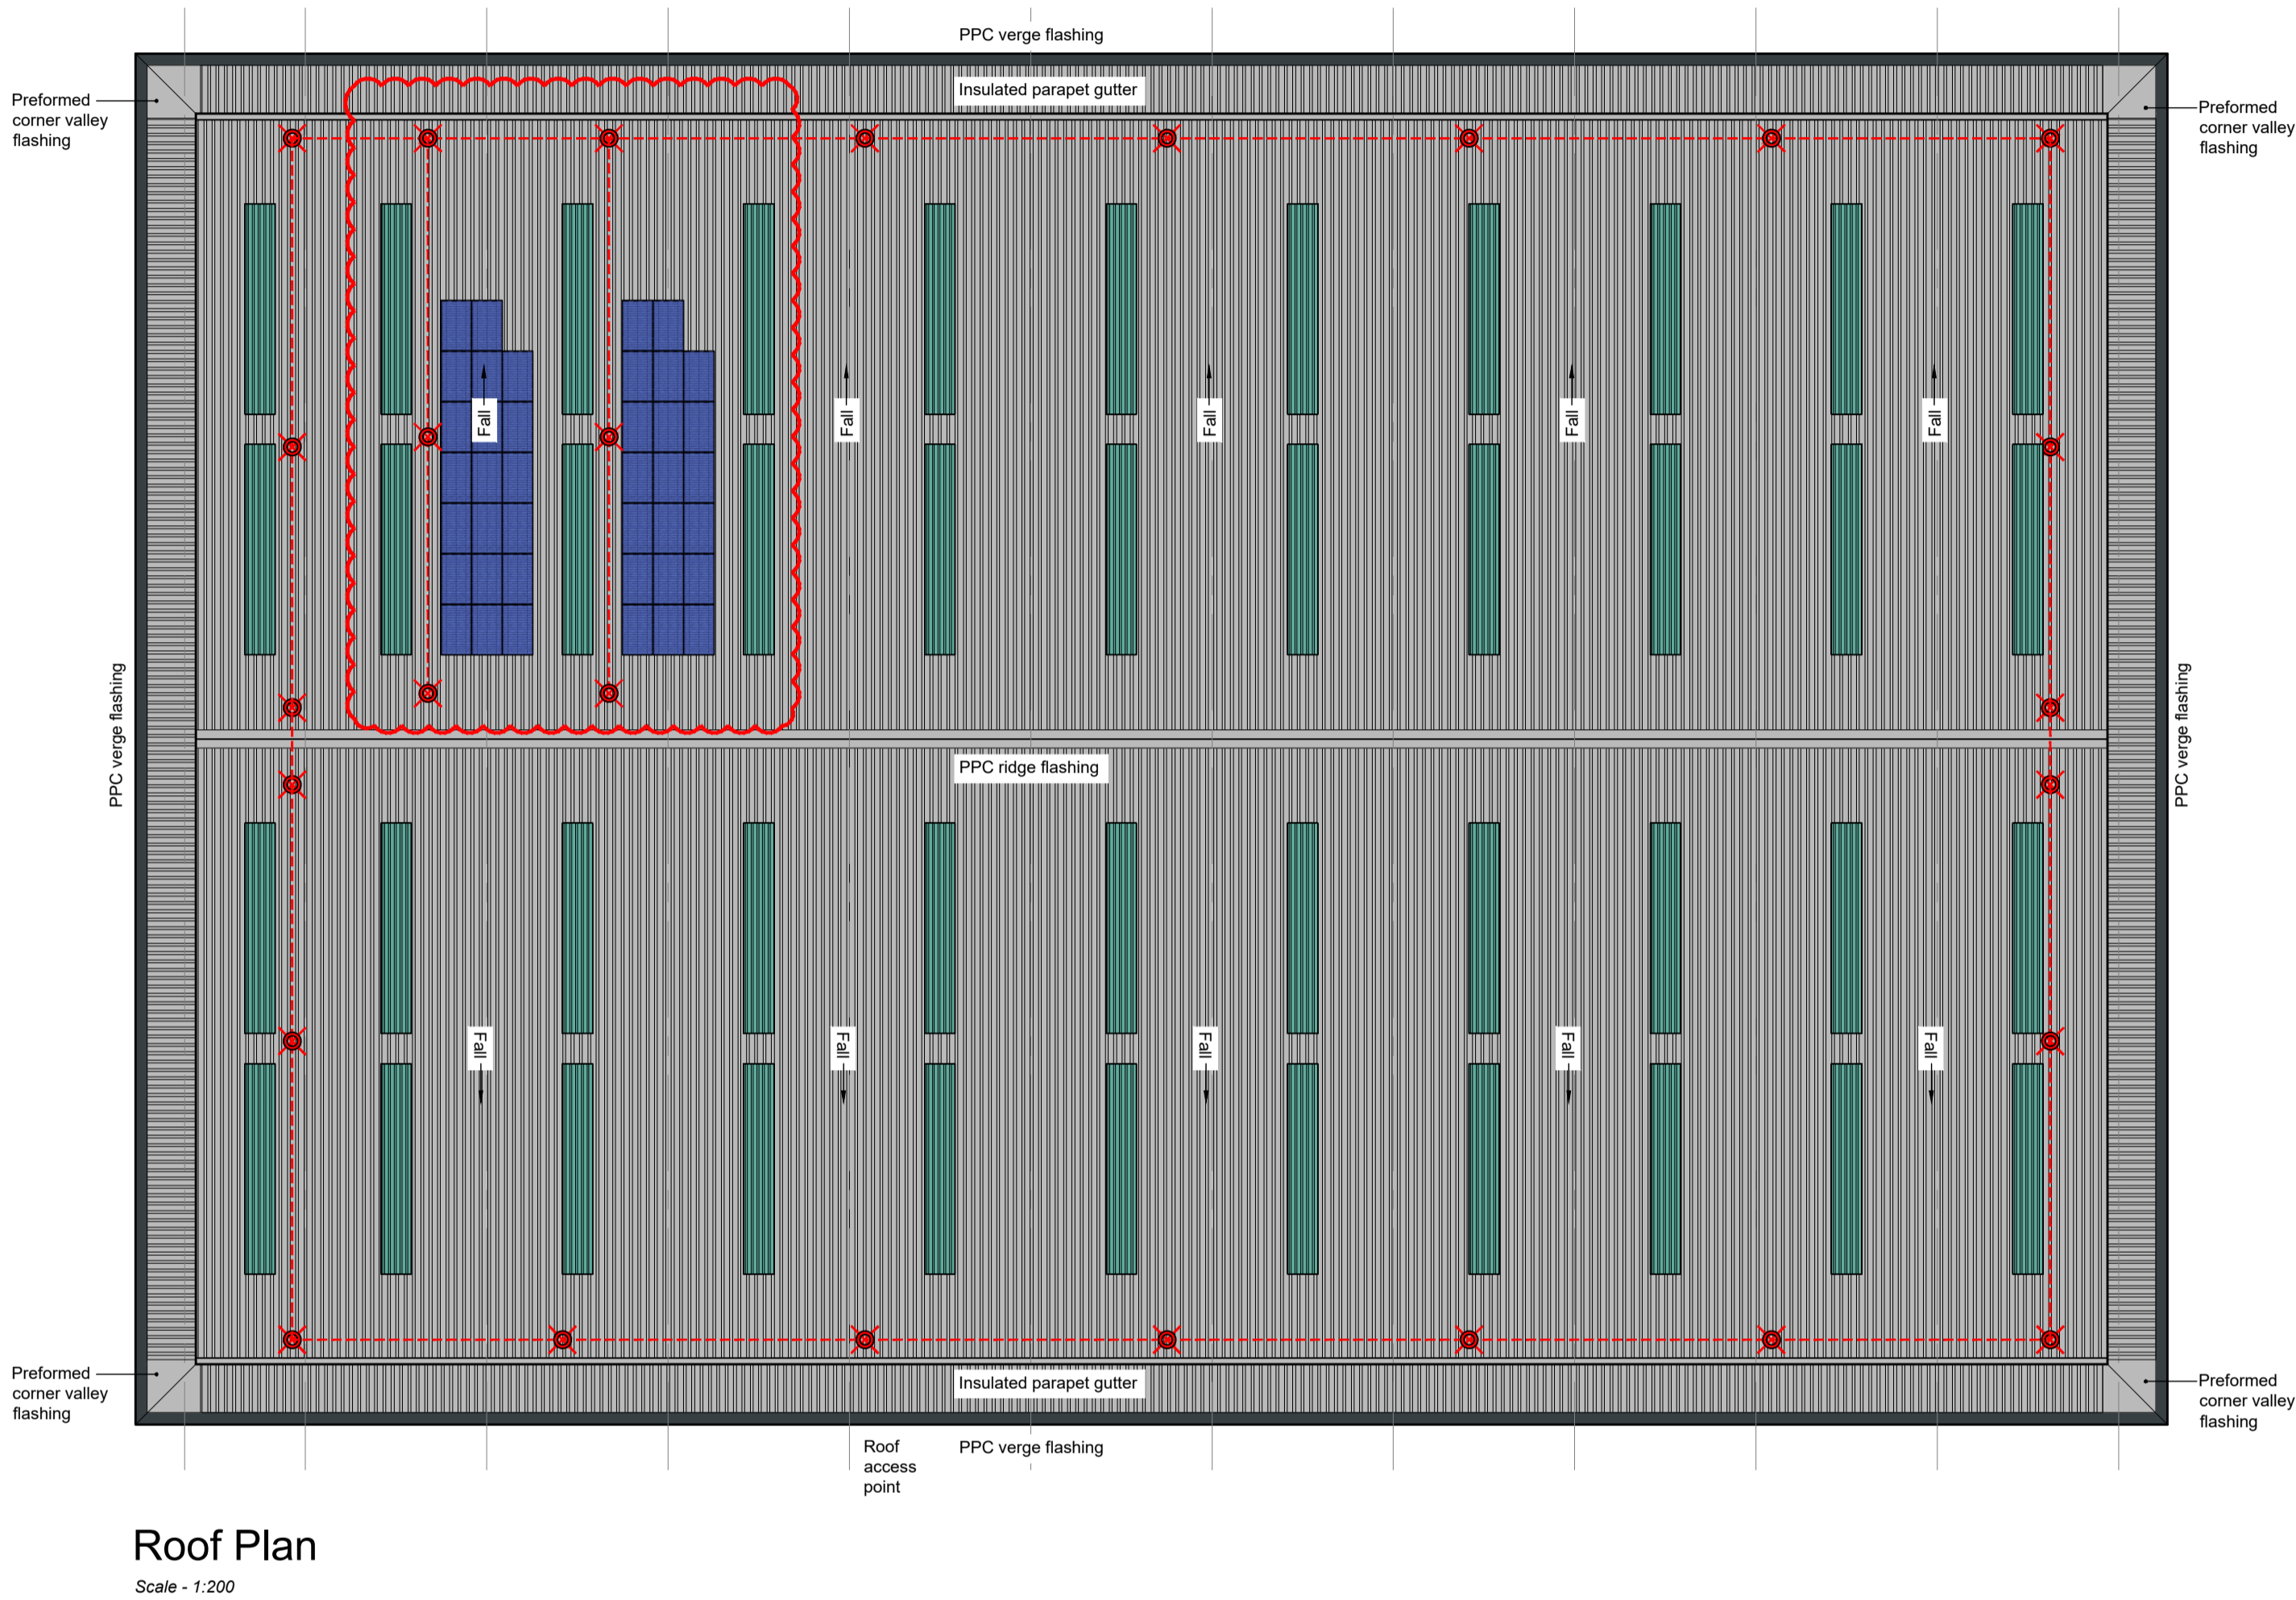 PPC verge flashing
Insulated parapet gutter
Preformed
corner valley
flashing
Preformed
corner valley
flashing
Fall
Fall
Fall
Fall
Fall
PPC verge flashing
PPC verge flashing
PPC ridge flashing
Fall
Fall
Fall
Fall
Fall
Preformed
corner valley
flashing
Insulated parapet gutter
Preformed
corner valley
flashing
Roof
access
point
PPC verge flashing
Roof Plan
Scale - 1:200